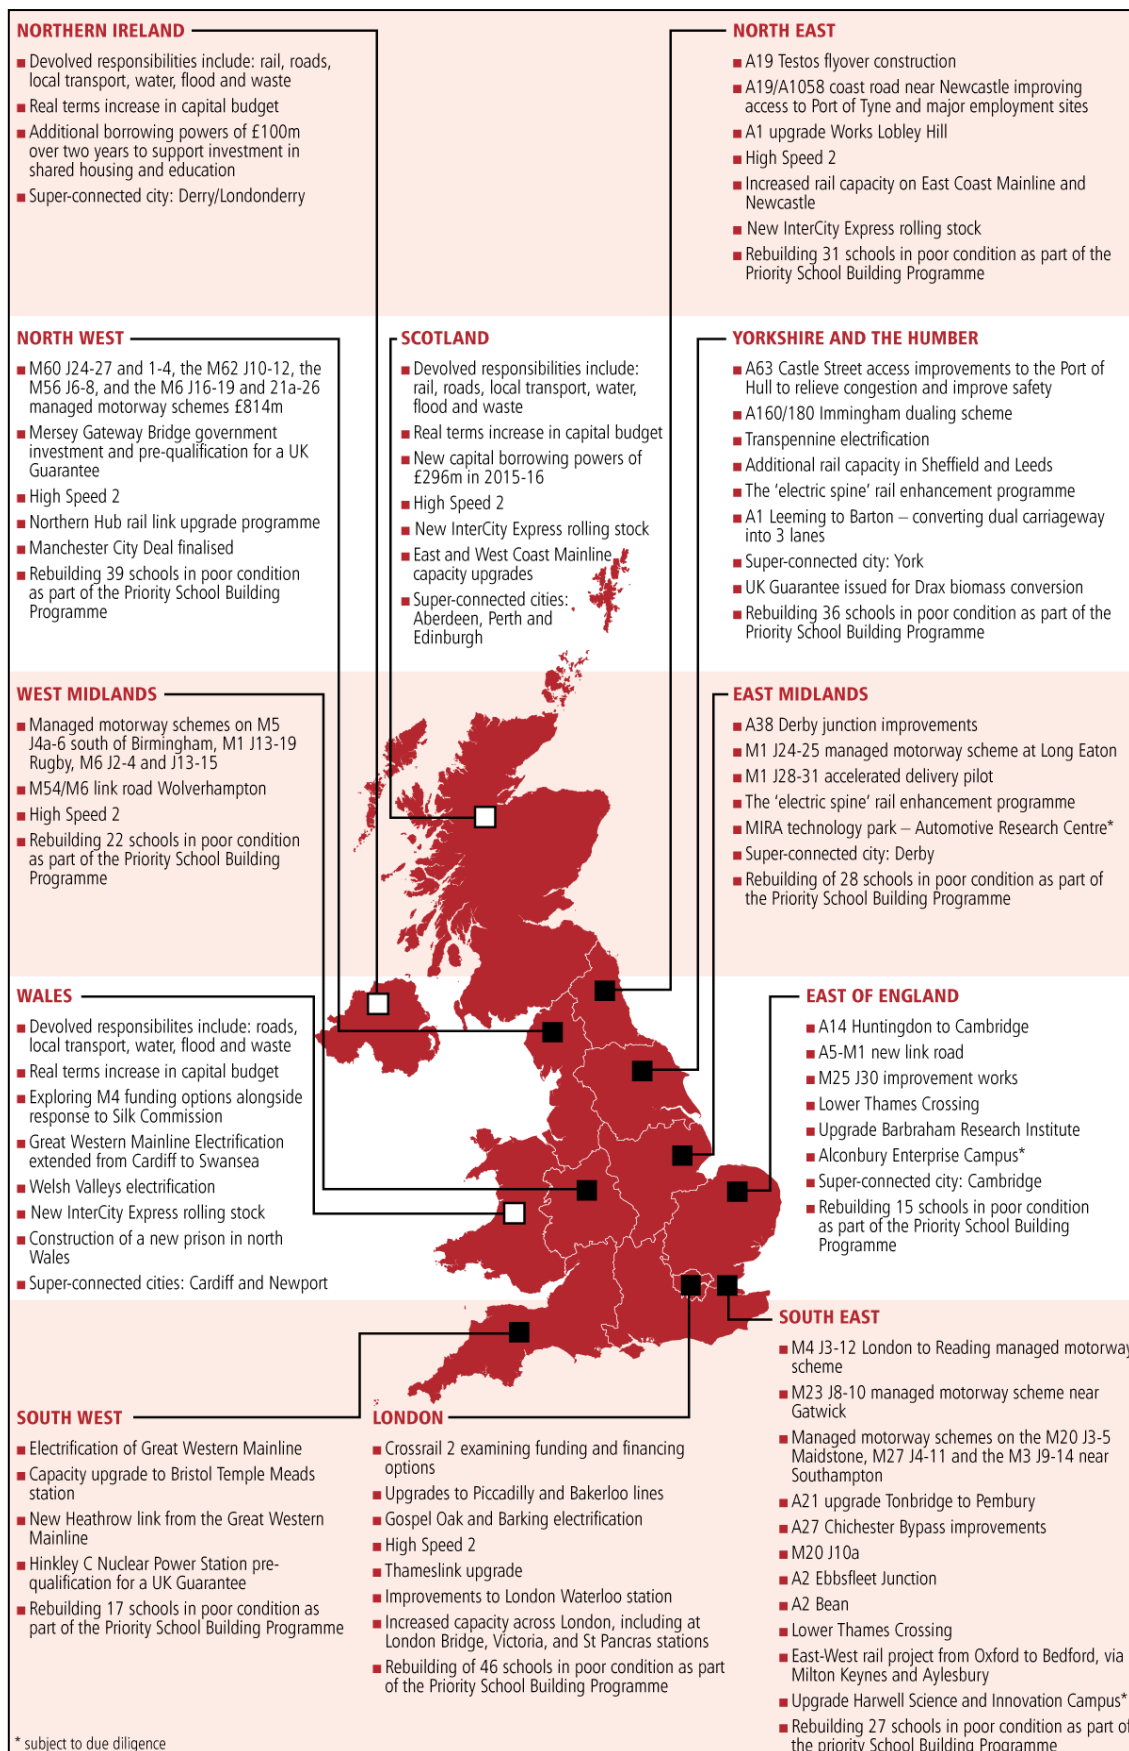 NORTHERN IRELAND
■ Devolved responsibilities include: rail, roads,
local transport, water, flood and waste
■ Real terms increase in capital budget
■ Additional borrowing powers of £100m
over two years to support investment in
shared housing and education
■ Super-connected city: Derry/Londonderry
NORTH EAST
■ A19 Testos flyover construction
■ A19/A1058 coast road near Newcastle improving
access to Port of Tyne and major employment sites
■ A1 upgrade Works Lobley Hill
■ High Speed 2
■ Increased rail capacity on East Coast Mainline and
Newcastle
■ New InterCity Express rolling stock
■ Rebuilding 31 schools in poor condition as part of the
Priority School Building Programme
NORTH WEST
■ M60 J24-27 and 1-4, the M62 J10-12, the
M56 J6-8, and the M6 J16-19 and 21a-26
managed motorway schemes £814m
■ Mersey Gateway Bridge government
investment and pre-qualification for a UK
Guarantee
■ High Speed 2
■ Northern Hub rail link upgrade programme
■ Manchester City Deal finalised
■ Rebuilding 39 schools in poor condition
as part of the Priority School Building
Programme
SCOTLAND
■ Devolved responsibilities include:
rail, roads, local transport, water,
flood and waste
■ Real terms increase in capital budget
■ New capital borrowing powers of
£296m in 2015-16
■ High Speed 2
■ New InterCity Express rolling stock
■ East and West Coast Mainline
capacity upgrades
■ Super-connected cities:
Aberdeen, Perth and
Edinburgh
YORKSHIRE AND THE HUMBER
■ A63 Castle Street access improvements to the Port of
Hull to relieve congestion and improve safety
■ A160/180 Immingham dualing scheme
■ Transpennine electrification
■ Additional rail capacity in Sheffield and Leeds
■ The ‘electric spine’ rail enhancement programme
■ A1 Leeming to Barton – converting dual carriageway
into 3 lanes
■ Super-connected city: York
■ UK Guarantee issued for Drax biomass conversion
■ Rebuilding 36 schools in poor condition as part of the
Priority School Building Programme
WEST MIDLANDS
■ Managed motorway schemes on M5
J4a-6 south of Birmingham, M1 J13-19
Rugby, M6 J2-4 and J13-15
■ M54/M6 link road Wolverhampton
■ High Speed 2
■ Rebuilding 22 schools in poor condition
as part of the Priority School Building
Programme
EAST MIDLANDS
■ A38 Derby junction improvements
■ M1 J24-25 managed motorway scheme at Long Eaton
■ M1 J28-31 accelerated delivery pilot
■ The ‘electric spine’ rail enhancement programme
■ MIRA technology park – Automotive Research Centre*
■ Super-connected city: Derby
■ Rebuilding of 28 schools in poor condition as part of
the Priority School Building Programme
WALES
■ Devolved responsibilites include: roads,
local transport, water, flood and waste
■ Real terms increase in capital budget
■ Exploring M4 funding options alongside
response to Silk Commission
■ Great Western Mainline Electrification
extended from Cardiff to Swansea
■ Welsh Valleys electrification
■ New InterCity Express rolling stock
■ Construction of a new prison in north
Wales
■ Super-connected cities: Cardiff and Newport
EAST OF ENGLAND
■ A14 Huntingdon to Cambridge
■ A5-M1 new link road
■ M25 J30 improvement works
■ Lower Thames Crossing
■ Upgrade Barbraham Research Institute
■ Alconbury Enterprise Campus*
■ Super-connected city: Cambridge
■ Rebuilding 15 schools in poor condition
as part of the Priority School Building
Programme
SOUTH WEST
■ Electrification of Great Western Mainline
■ Capacity upgrade to Bristol Temple Meads
station
■ New Heathrow link from the Great Western
Mainline
■ Hinkley C Nuclear Power Station pre-
qualification for a UK Guarantee
■ Rebuilding 17 schools in poor condition as
part of the Priority School Building Programme
LONDON
■ Crossrail 2 examining funding and financing
options
■ Upgrades to Piccadilly and Bakerloo lines
■ Gospel Oak and Barking electrification
■ High Speed 2
■ Thameslink upgrade
■ Improvements to London Waterloo station
■ Increased capacity across London, including at
London Bridge, Victoria, and St Pancras stations
■ Rebuilding of 46 schools in poor condition as part
of the Priority School Building Programme
SOUTH EAST
■ M4 J3-12 London to Reading managed motorway
scheme
■ M23 J8-10 managed motorway scheme near
Gatwick
■ Managed motorway schemes on the M20 J3-5
Maidstone, M27 J4-11 and the M3 J9-14 near
Southampton
■ A21 upgrade Tonbridge to Pembury
■ A27 Chichester Bypass improvements
■ M20 J10a
■ A2 Ebbsfleet Junction
■ A2 Bean
■ Lower Thames Crossing
■ East-West rail project from Oxford to Bedford, via
Milton Keynes and Aylesbury
■ Upgrade Harwell Science and Innovation Campus*
■ Rebuilding 27 schools in poor condition as part of
the priority School Building Programme
* subject to due diligence